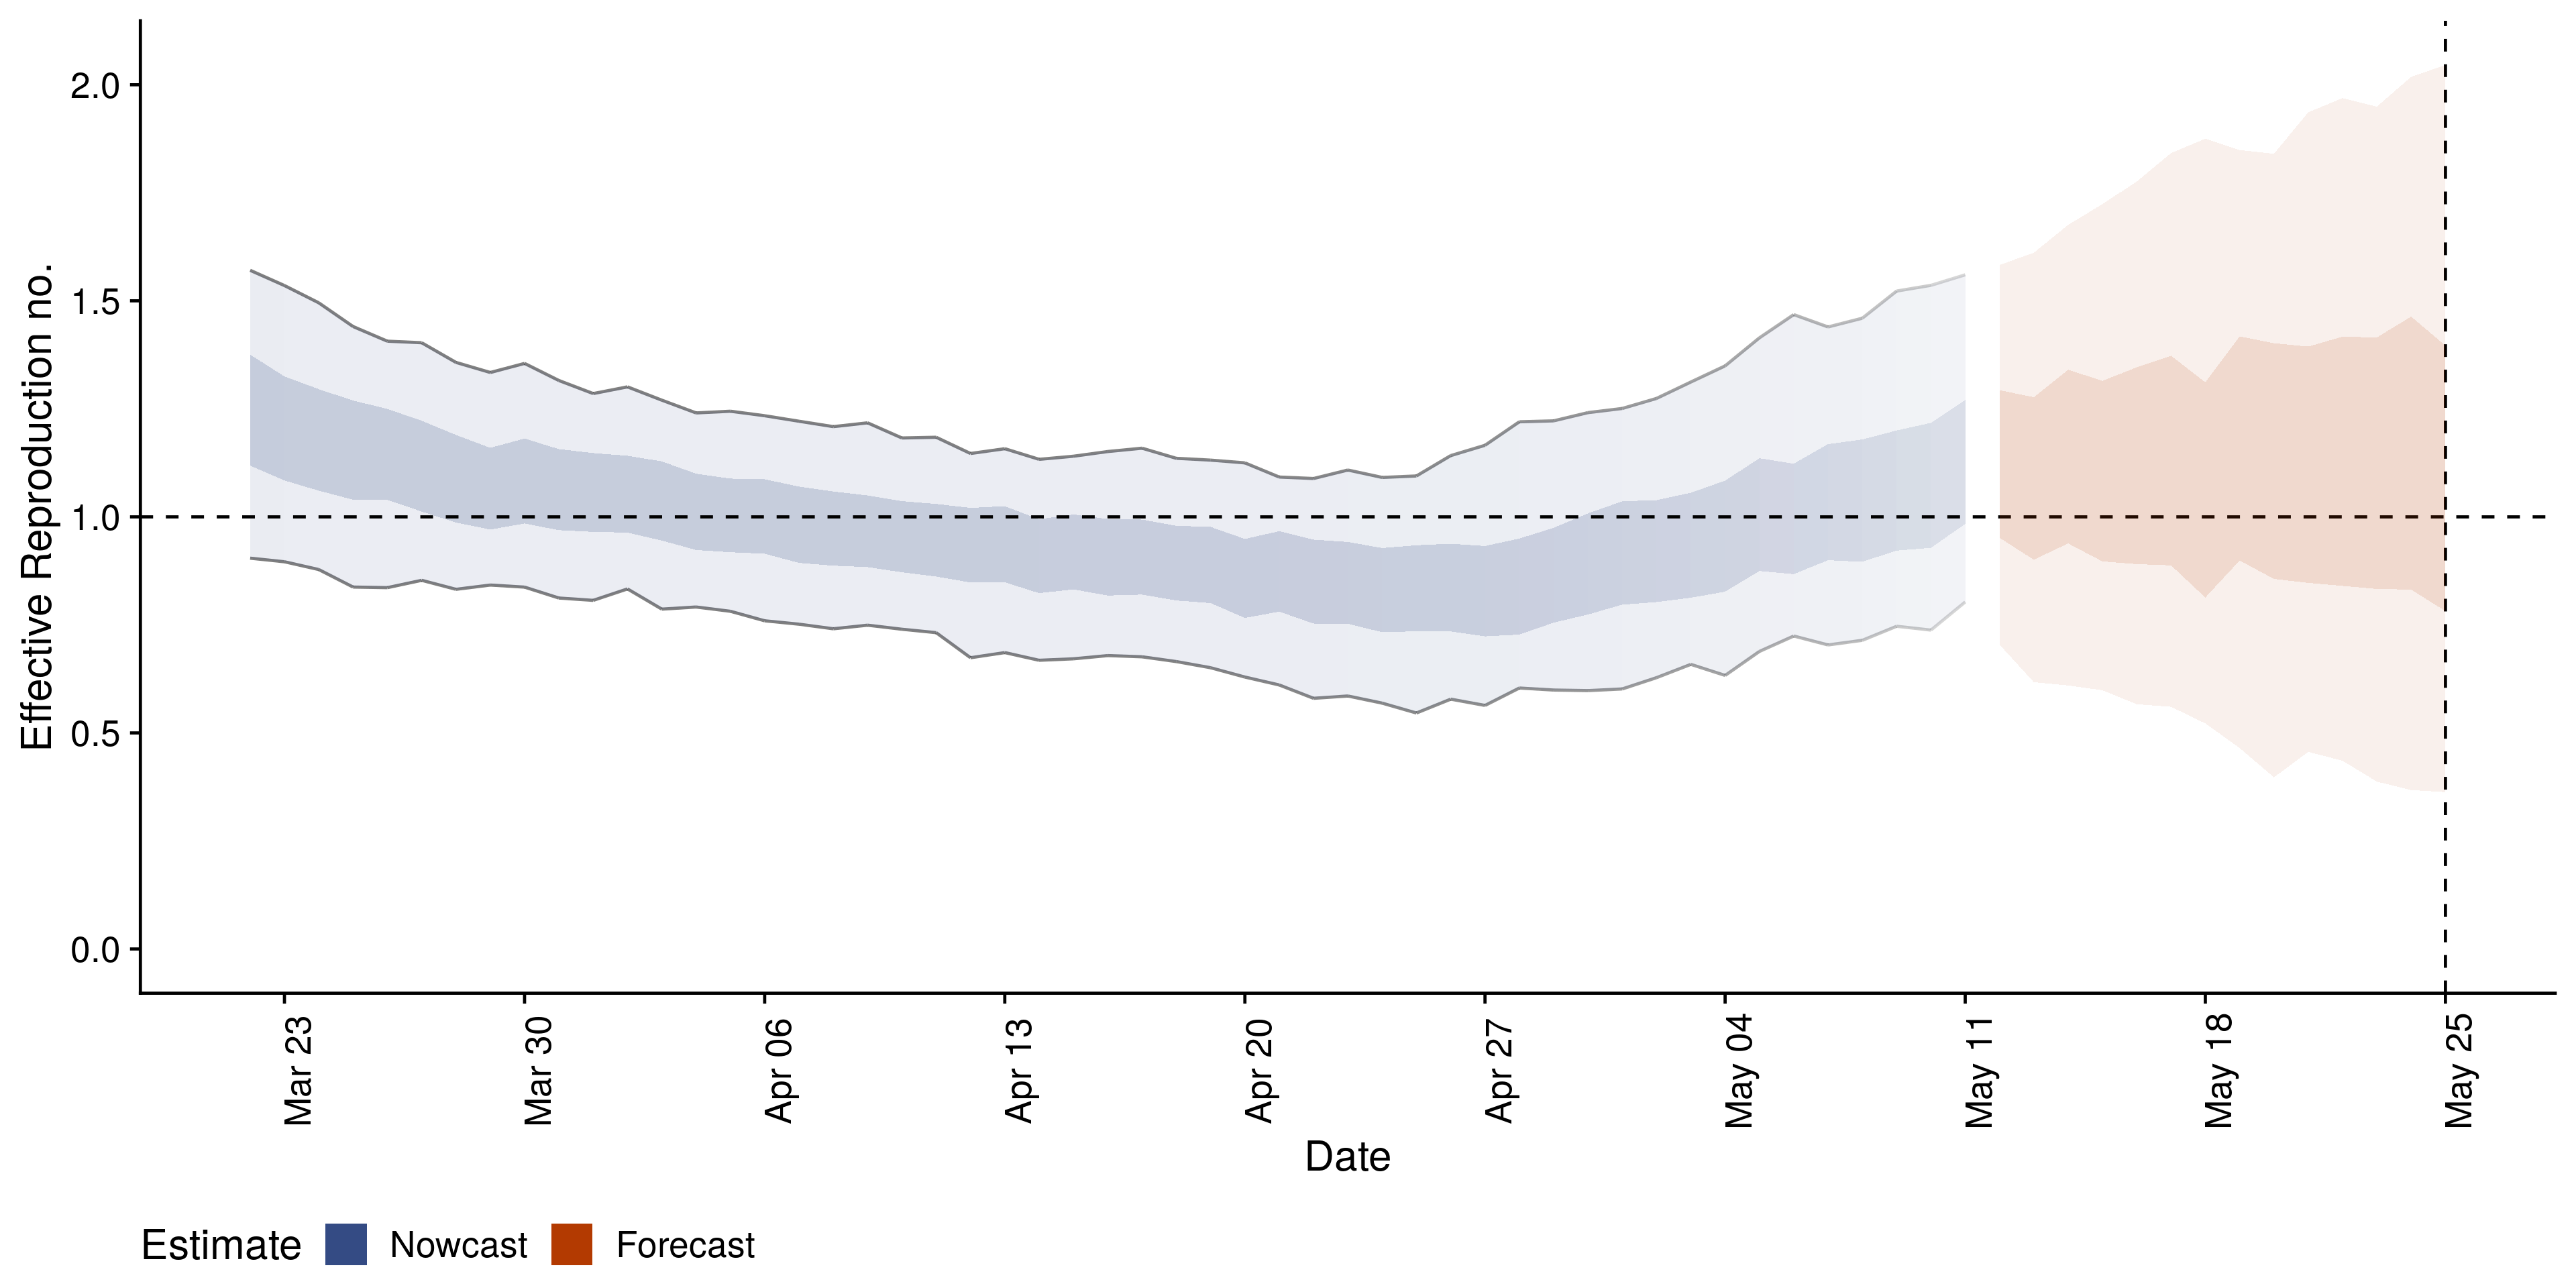 Effective Reproduction no.
2.0
1.5
1.0
0.5
0.0
Mar 23
Mar 30
Apr 06
Apr 13
Apr 20
Apr 27
May 04
May 11
May 18
May 25
Date
Estimate Nowcast Forecast